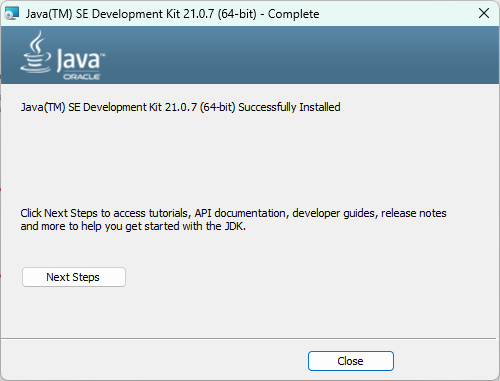 Java(TM) SE Development Kit 21.0.7 (64-bit) - Complete
Java™
ORACLE
Java(TM) SE Development Kit 21.0.7 (64-bit) Successfully Installed
Click Next Steps to access tutorials, API documentation, developer guides, release notes
and more to help you get started with the JDK.
Next Steps
Close